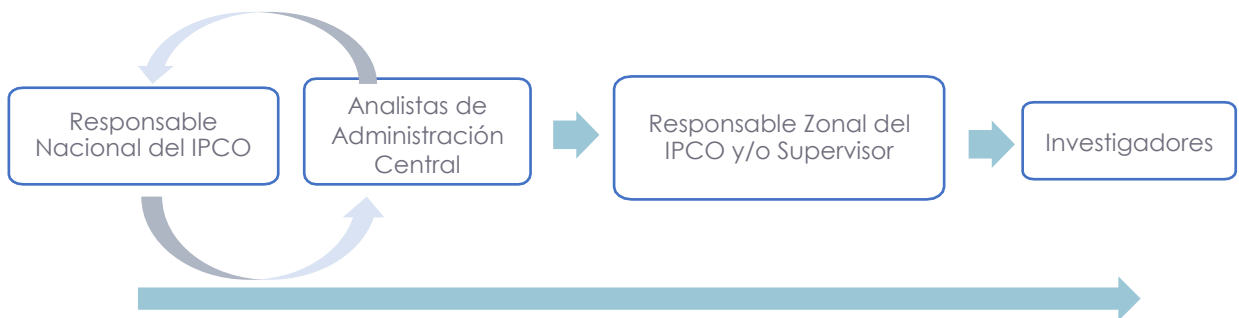 Responsable
Nacional del IPCO
Analistas de
Administración
Central
Responsable Zonal del
IPCO y/o Supervisor
Investigadores